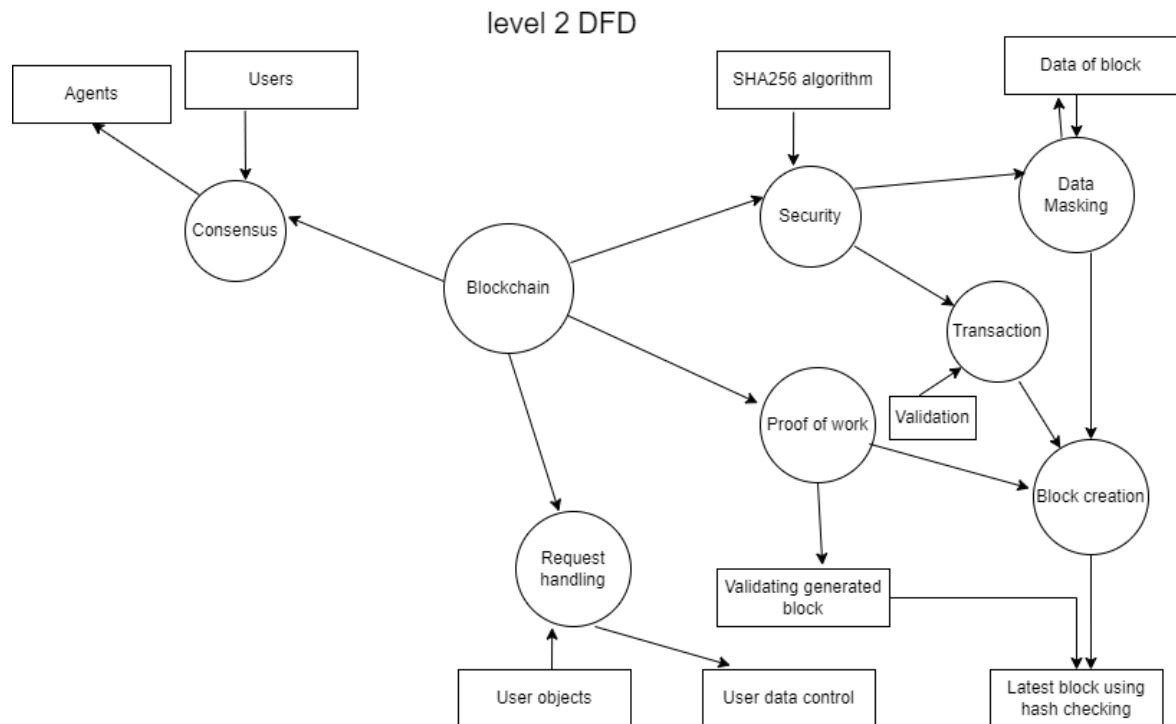 level 2 DFD
Agents
Users
SHA256 algorithm
Data of block
Consensus
Security
Data
Masking
Blockchain
Transaction
Validation
Proof of work
Block creation
Request
handling
Validating generated
block
User objects
User data control
Latest block using
hash checking